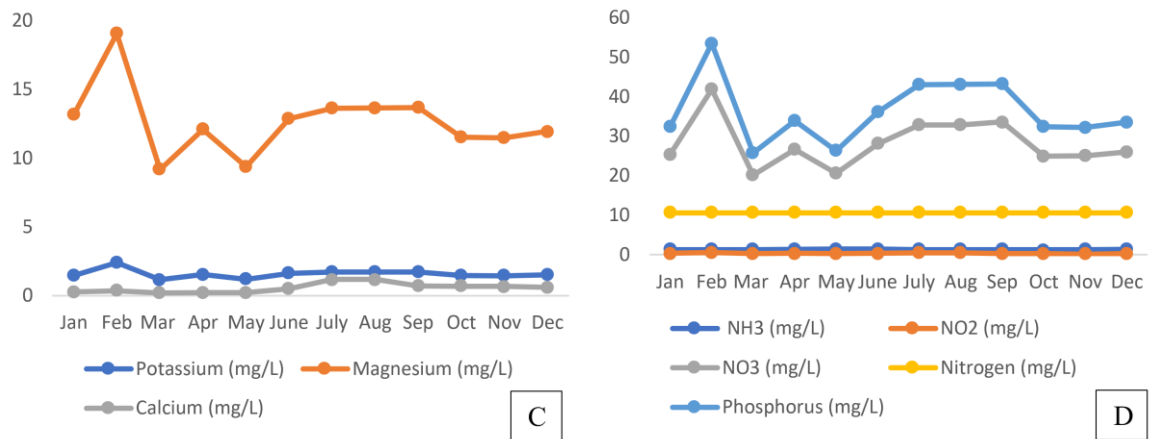 20
15
10
5
0
Jan Feb Mar Apr May June July Aug Sep Oct Nov Dec
Potassium (mg/L) Magnesium (mg/L)
Calcium (mg/L)
C
60
50
40
30
20
10
0
Jan Feb Mar Apr May June July Aug Sep Oct Nov Dec
NH3 (mg/L) NO2 (mg/L)
NO3 (mg/L) Nitrogen (mg/L)
Phosphorus (mg/L)
D